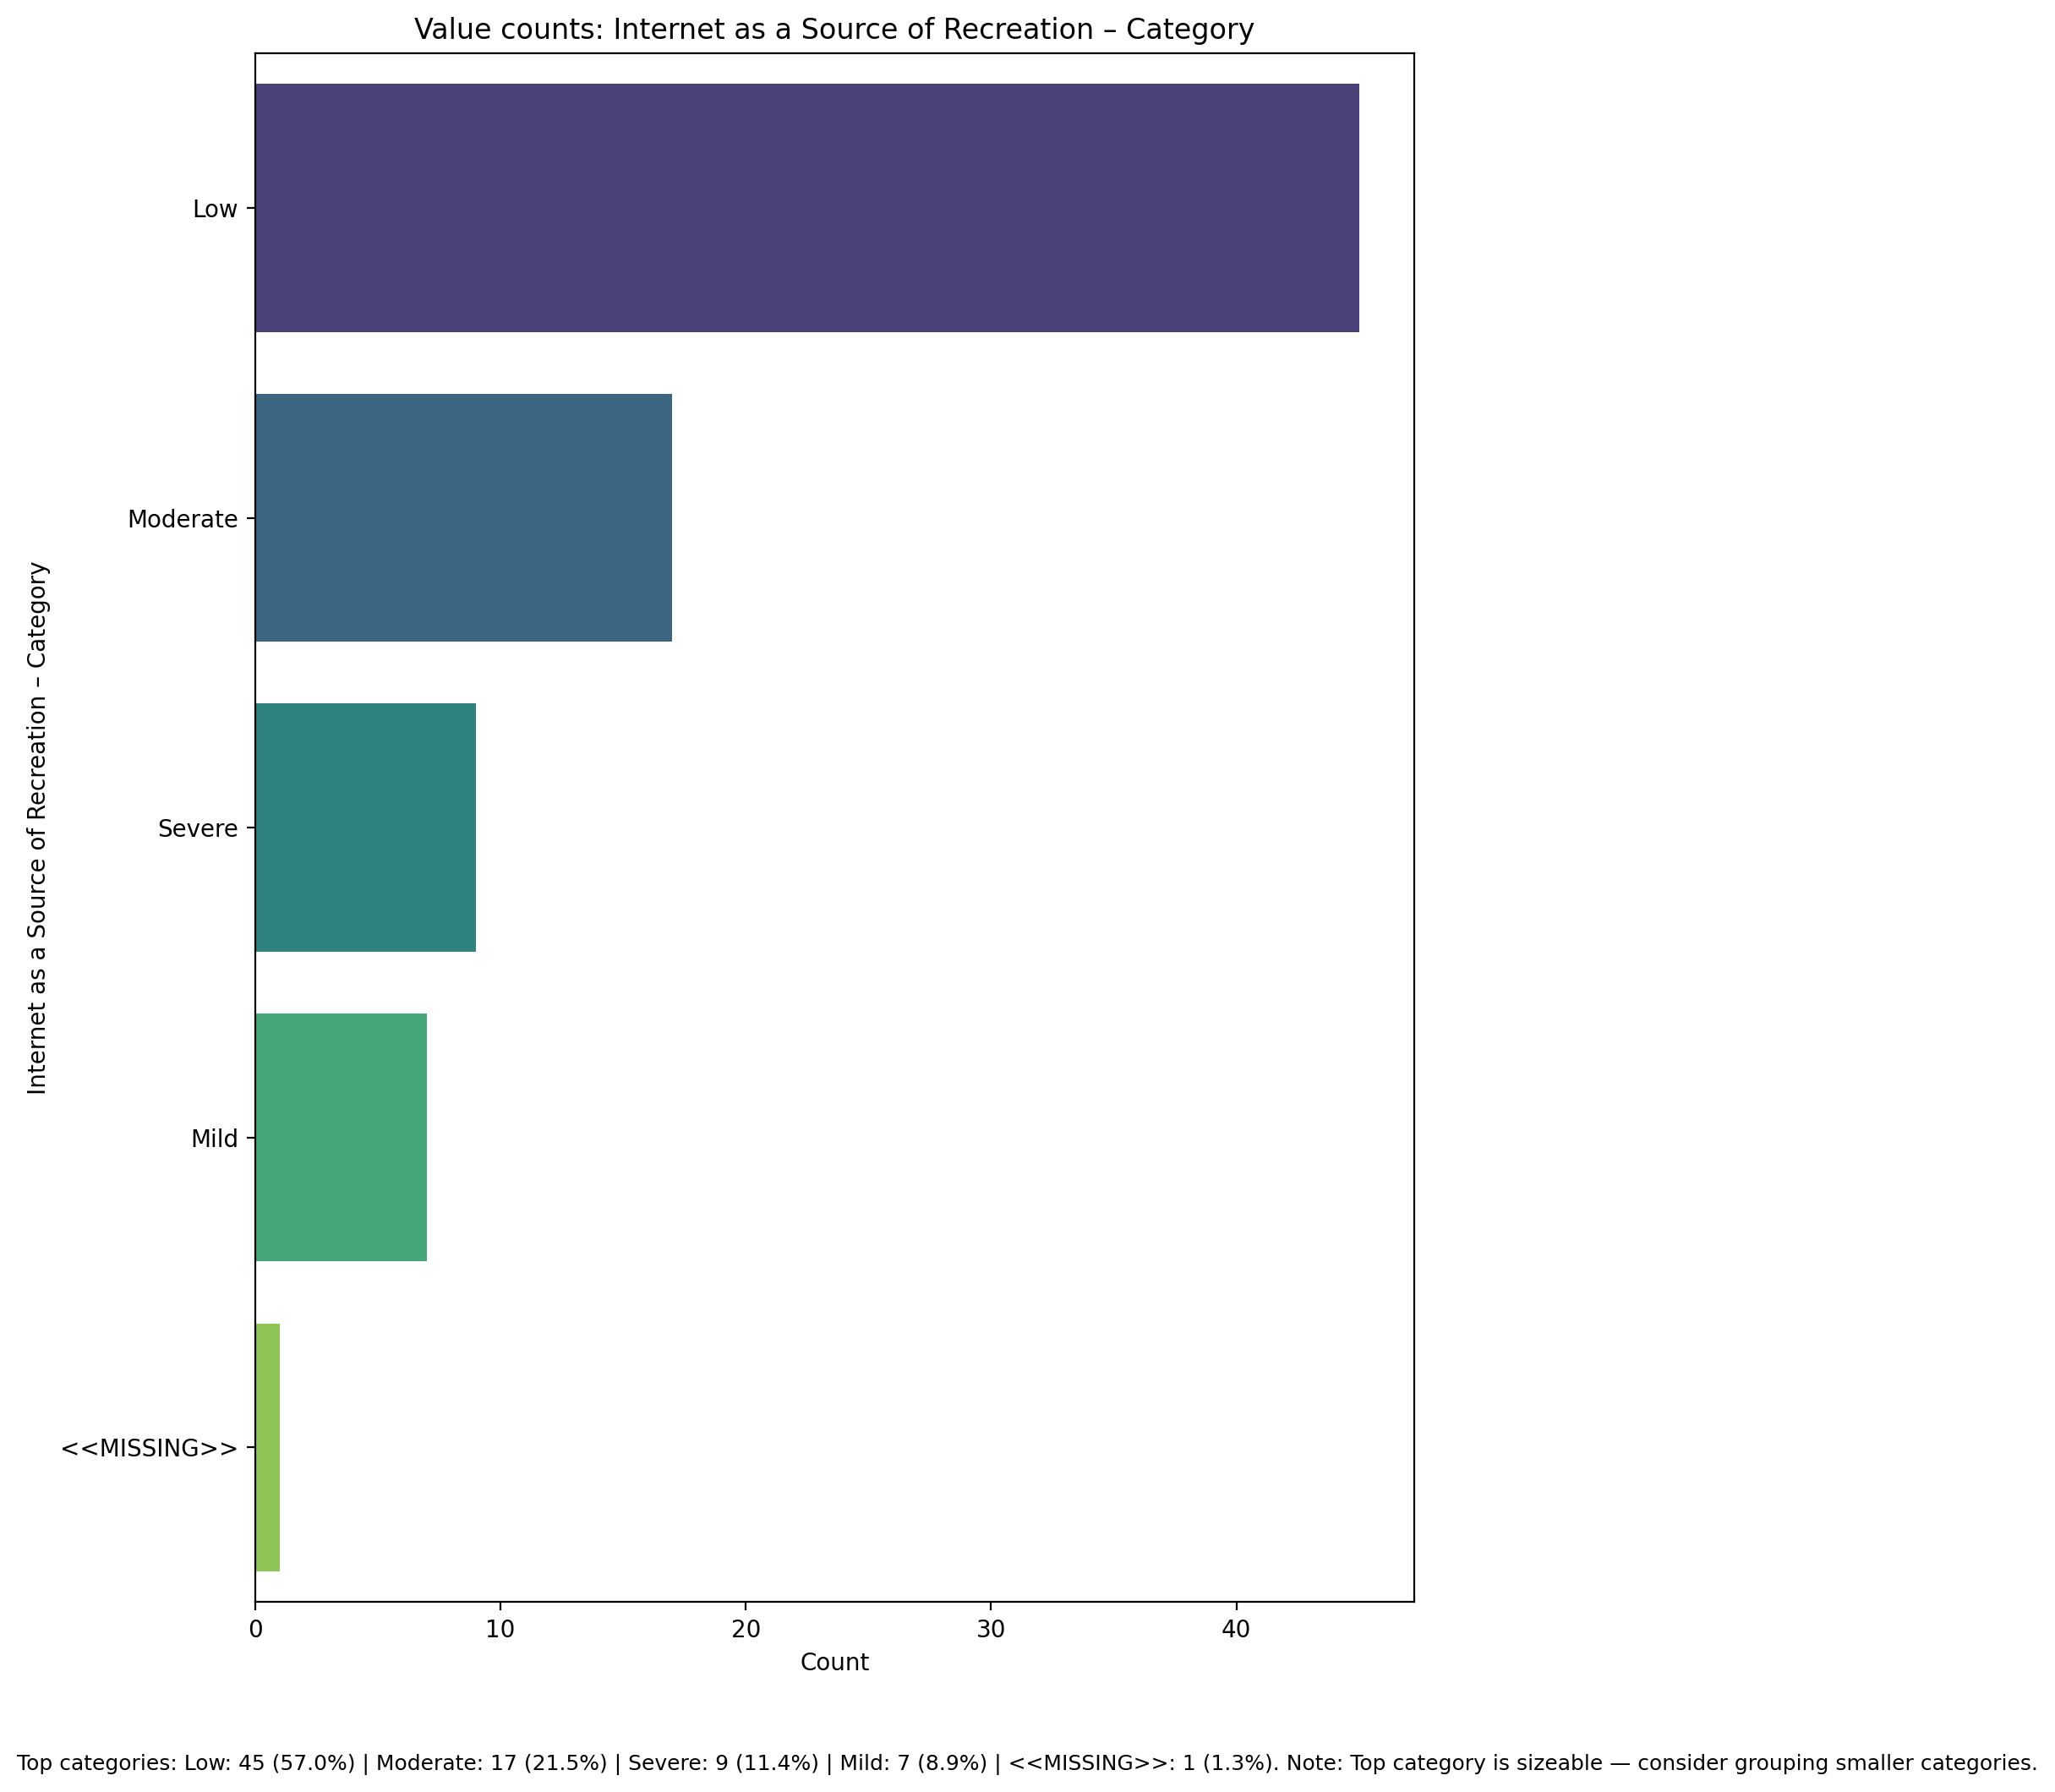 Value counts: Internet as a Source of Recreation – Category
Internet as a Source of Recreation – Category
Low
Moderate
Severe
Mild
<<MISSING>>
0 10 20 30 40
Count
Top categories: Low: 45 (57.0%) | Moderate: 17 (21.5%) | Severe: 9 (11.4%) | Mild: 7 (8.9%) | <<MISSING>>: 1 (1.3%). Note: Top category is sizeable — consider grouping smaller categories.